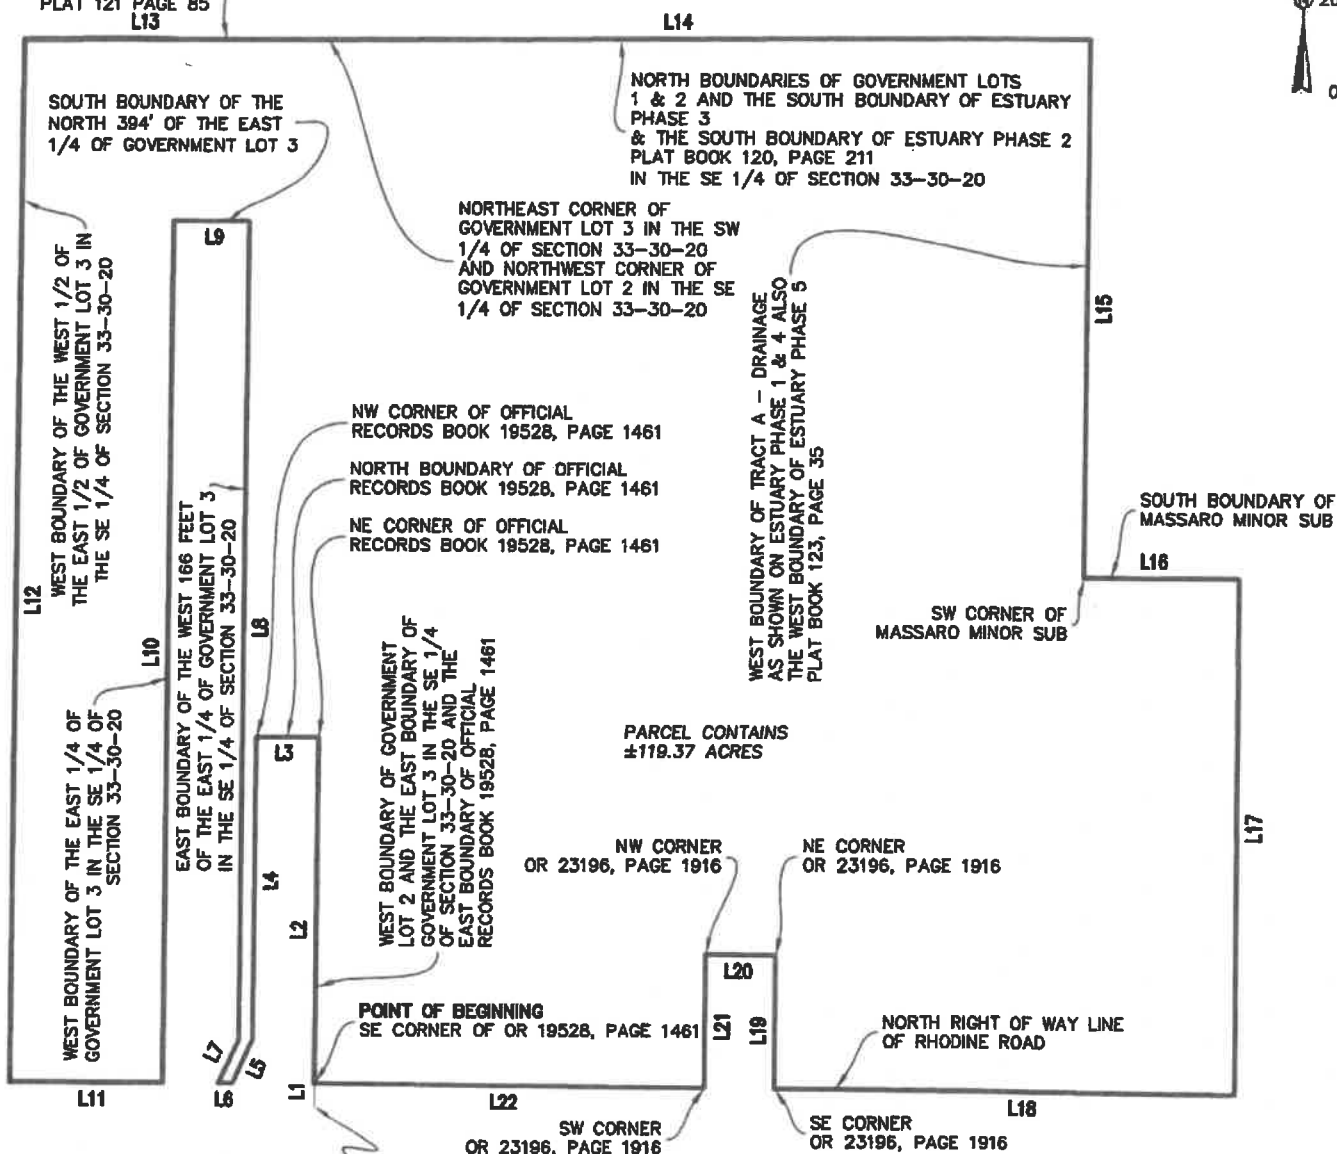 PLAT 121 PAGE 85
L13
L14
20
0
SOUTH BOUNDARY OF THE
NORTH 394' OF THE EAST
1/4 OF GOVERNMENT LOT 3
NORTH BOUNDARIES OF GOVERNMENT LOTS
1 & 2 AND THE SOUTH BOUNDARY OF ESTUARY
PHASE 3
& THE SOUTH BOUNDARY OF ESTUARY PHASE 2
PLAT BOOK 120, PAGE 211
IN THE SE 1/4 OF SECTION 33-30-20
NORTHEAST CORNER OF
GOVERNMENT LOT 3 IN THE SW
1/4 OF SECTION 33-30-20
AND NORTHWEST CORNER OF
GOVERNMENT LOT 2 IN THE SE
1/4 OF SECTION 33-30-20
L9
WEST BOUNDARY OF THE WEST 1/2 OF
THE EAST 1/2 OF GOVERNMENT LOT 3 IN
THE SE 1/4 OF SECTION 33-30-20
L12
L15
WEST BOUNDARY OF TRACT A - DRAINAGE
AS SHOWN ON ESTUARY PHASE 1 & 4 ALSO
THE WEST BOUNDARY OF ESTUARY PHASE 5
PLAT BOOK 123, PAGE 35
NW CORNER OF OFFICIAL
RECORDS BOOK 19528, PAGE 1461
NORTH BOUNDARY OF OFFICIAL
RECORDS BOOK 19528, PAGE 1461
NE CORNER OF OFFICIAL
RECORDS BOOK 19528, PAGE 1461
SOUTH BOUNDARY OF
MASSARO MINOR SUB
L16
SW CORNER OF
MASSARO MINOR SUB
L10
EAST BOUNDARY OF THE WEST 166 FEET
OF THE EAST 1/4 OF GOVERNMENT LOT 3
IN THE SE 1/4 OF SECTION 33-30-20
L8
WEST BOUNDARY OF THE EAST 1/4 OF
GOVERNMENT LOT 3 IN THE SE 1/4 OF
SECTION 33-30-20
L3
WEST BOUNDARY OF GOVERNMENT
LOT 2 AND THE EAST BOUNDARY OF
GOVERNMENT LOT 3 IN THE SE 1/4
OF SECTION 33-30-20 AND THE
EAST BOUNDARY OF OFFICIAL
RECORDS BOOK 19528, PAGE 1461
PARCEL CONTAINS
±119.37 ACRES
L17
L4
L2
NW CORNER
OR 23196, PAGE 1916
NE CORNER
OR 23196, PAGE 1916
L20
POINT OF BEGINNING
SE CORNER OF OR 19528, PAGE 1461
L21
L19
NORTH RIGHT OF WAY LINE
OF RHODINE ROAD
L7
L5
L11
L6
L1
L22
L18
SW CORNER
OR 23196, PAGE 1916
SE CORNER
OR 23196, PAGE 1916